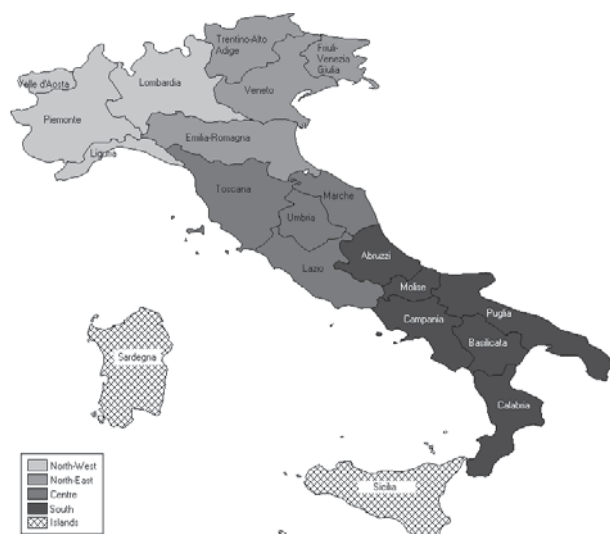 Trentino-Alto
Adige
Friuli-
Venezia
Giulia
Valle d'Aosta
Lombardia
Veneto
Piemonte
Emilia-Romagna
Liguria
Toscana
Marche
Umbria
Abruzzi
Lazio
Molise
Campania
Puglia
Basilicata
Sardegna
Calabria
Sicilia
North-West
North-East
Centre
South
Islands